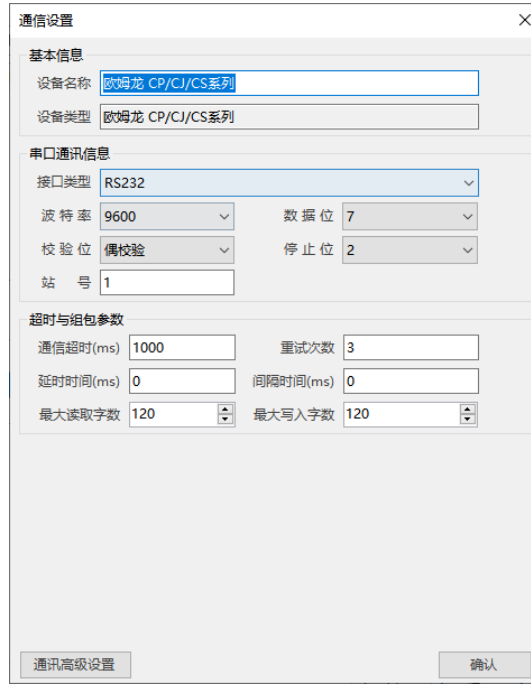 通信设置
基本信息
设备名称 欧姆龙 CP/CJ/CS系列
设备类型 欧姆龙 CP/CJ/CS系列
串口通讯信息
接口类型 RS232
波特率 9600 数据位 7
校验位 偶校验 停止位 2
站 号 1
超时与组包参数
通信超时(ms) 1000 重试次数 3
延时时间(ms) 0 间隔时间(ms) 0
最大读取字数 120 最大写入字数 120
通讯高级设置 确认